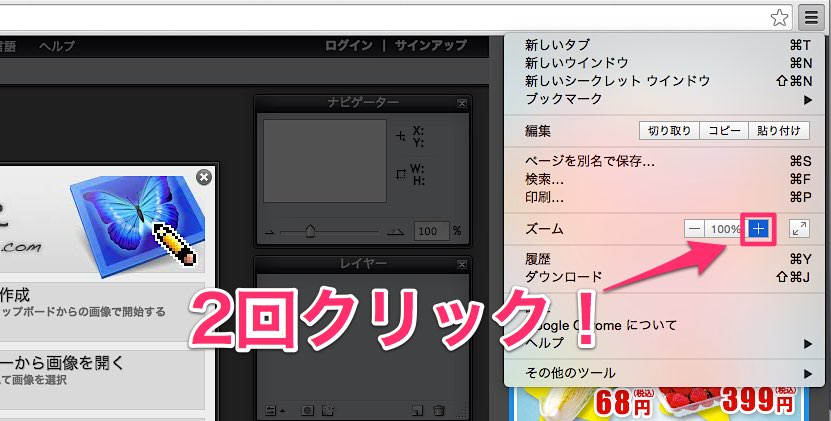 言語 ヘルプ
ログイン | サインアップ
ナビゲーター
X:
Y:
W:
H:
100 %
レイヤー
.com
作成
ップボードからの画像で開始する
ーから画像を開く
て画像を選択
新しいタブ ⌘T
新しいウインドウ ⌘N
新しいシークレット ウインドウ ⇧⌘N
ブックマーク ▶
編集 切り取り コピー 貼り付け
ページを別名で保存... ⌘S
検索... ⌘F
印刷... ⌘P
ズーム − 100% +
履歴 ⌘Y
ダウンロード ⇧⌘J
2回クリック！
Google Chrome について
ヘルプ ▶
その他のツール ▶
68円(税込)
399円(税込)